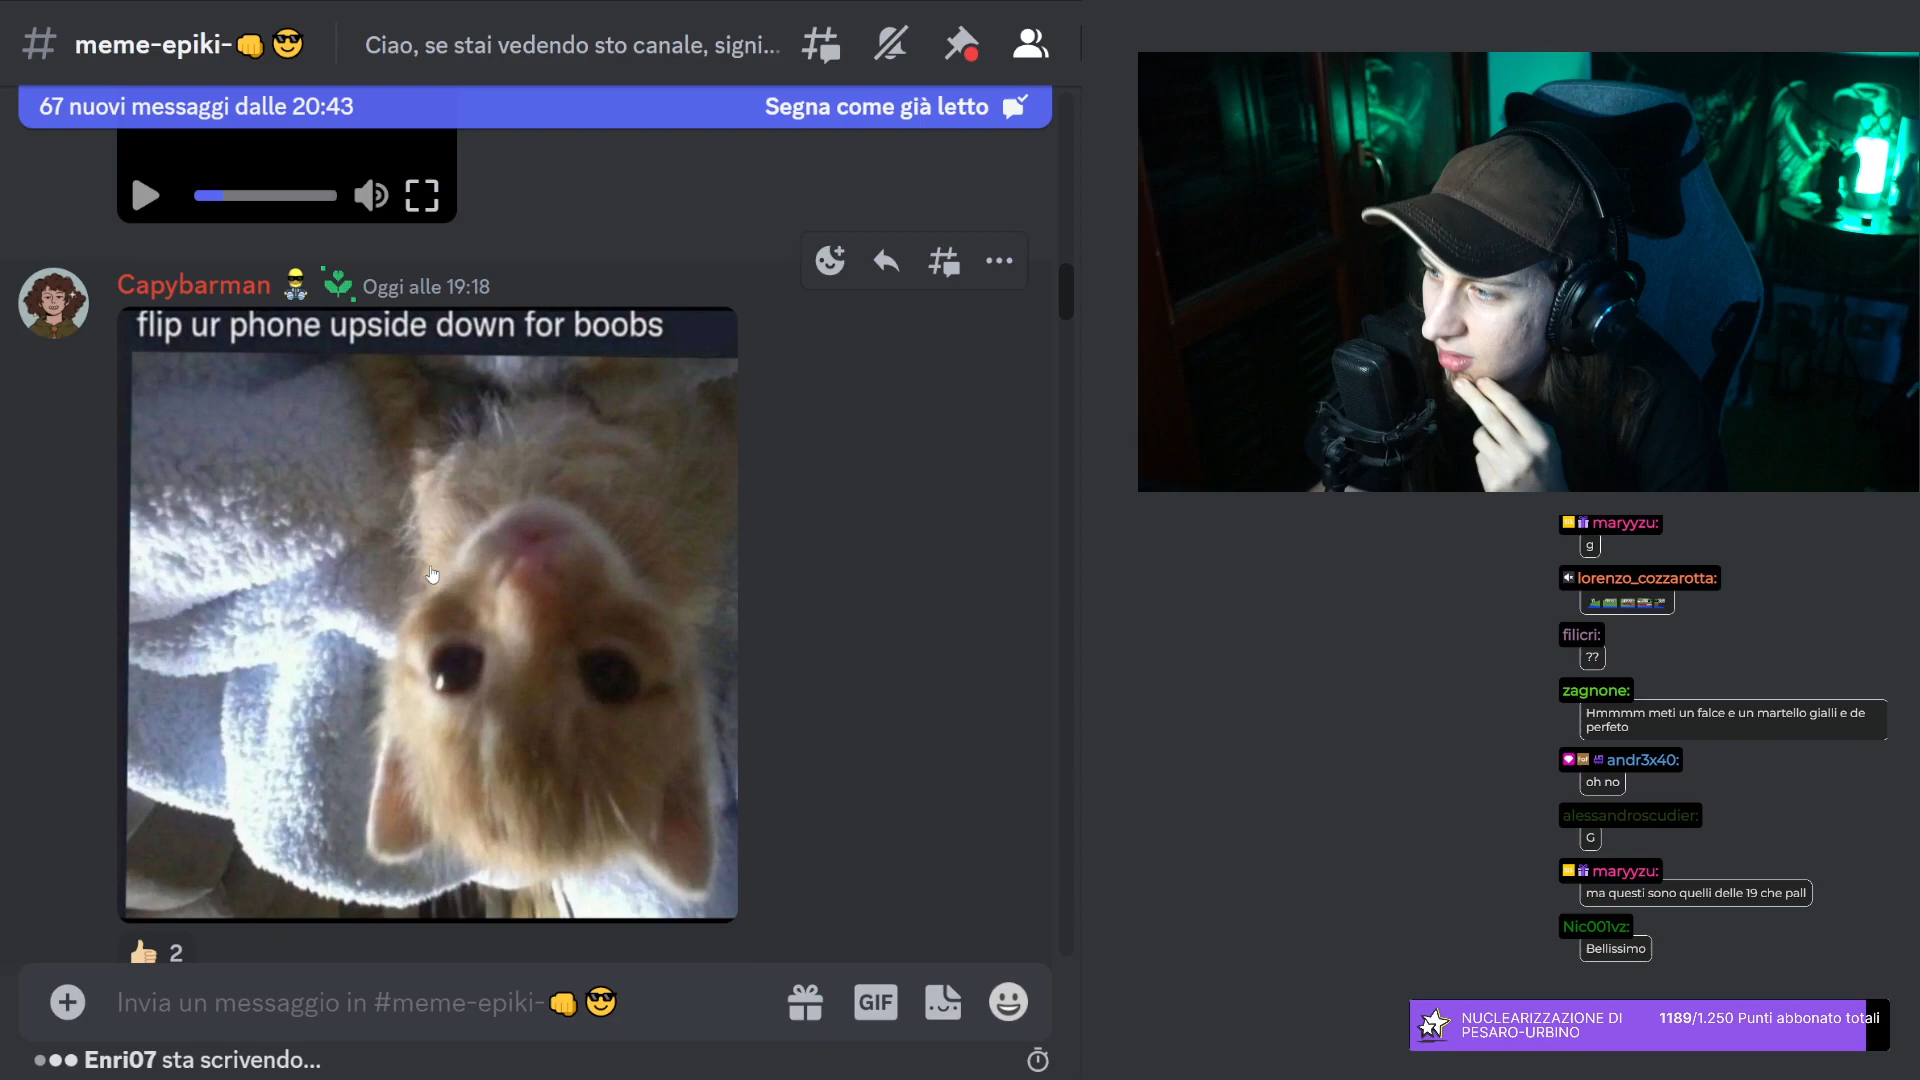 meme-epiki-👊😎
Ciao, se stai vedendo sto canale, signi...
67 nuovi messaggi dalle 20:43
Segna come già letto
Capybarman
Oggi alle 19:18
flip ur phone upside down for boobs
👍 2
Invia un messaggio in #meme-epiki-👊😎
GIF
Enri07 sta scrivendo...
maryyzu:
g
lorenzo_cozzarotta:
filicri:
??
zagnone:
Hmmmm meti un falce e un martello gialli e de
perfeto
andr3x40:
oh no
alessandroscudier:
G
maryyzu:
ma questi sono quelli delle 19 che pall
Nic001vz:
Bellissimo
NUCLEARIZZAZIONE DI
PESARO-URBINO
1189/1.250 Punti abbonato totali